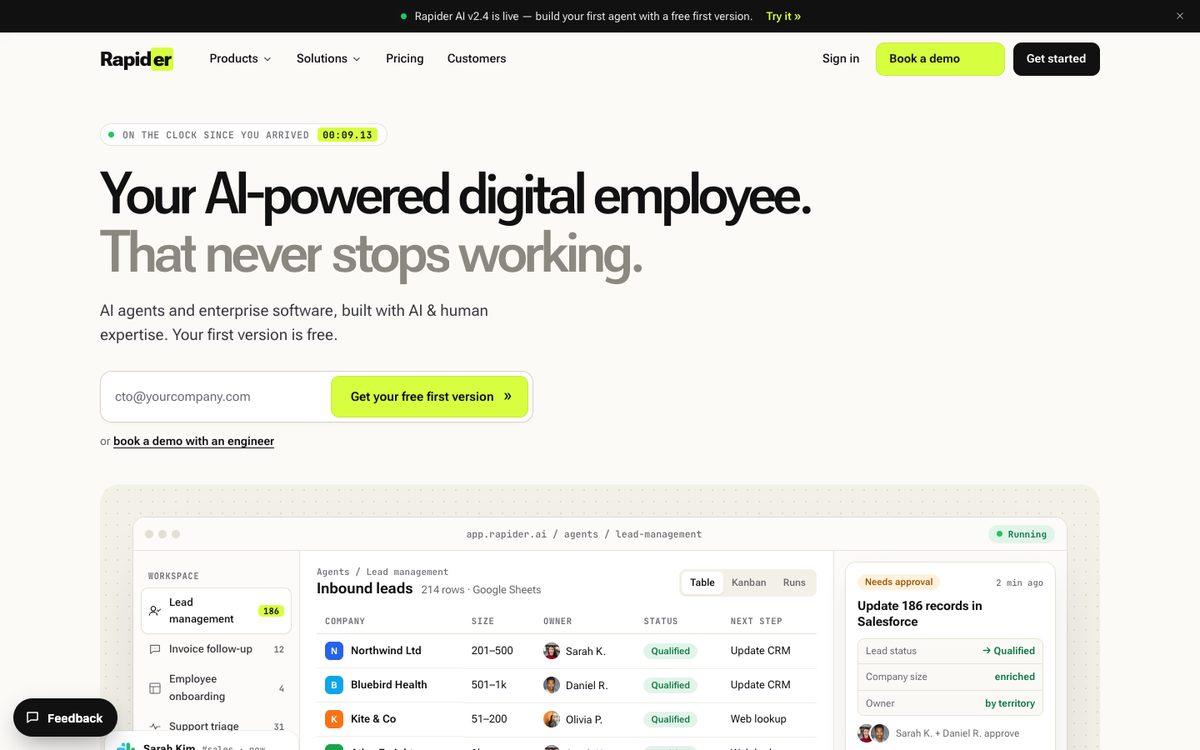 Rapider AI v2.4 is live — build your first agent with a free first version. Try it »
Rapider
Products
Solutions
Pricing
Customers
Sign in
Book a demo
Get started
ON THE CLOCK SINCE YOU ARRIVED 00:09.13
Your AI-powered digital employee.
That never stops working.
AI agents and enterprise software, built with AI & human
expertise. Your first version is free.
cto@yourcompany.com
Get your free first version »
or book a demo with an engineer
app.rapider.ai / agents / lead-management
Running
WORKSPACE
Lead
management
186
Invoice follow-up 12
Employee
onboarding
4
Support triage 31
Agents / Lead management
Inbound leads 214 rows · Google Sheets
Table Kanban Runs
COMPANY SIZE OWNER STATUS NEXT STEP
N Northwind Ltd 201–500 Sarah K. Qualified Update CRM
B Bluebird Health 501–1k Daniel R. Qualified Update CRM
K Kite & Co 51–200 Olivia P. Qualified Web lookup
Needs approval 2 min ago
Update 186 records in
Salesforce
Lead status → Qualified
Company size enriched
Owner by territory
Sarah K. + Daniel R. approve
Feedback
Sarah Kim #sales · now